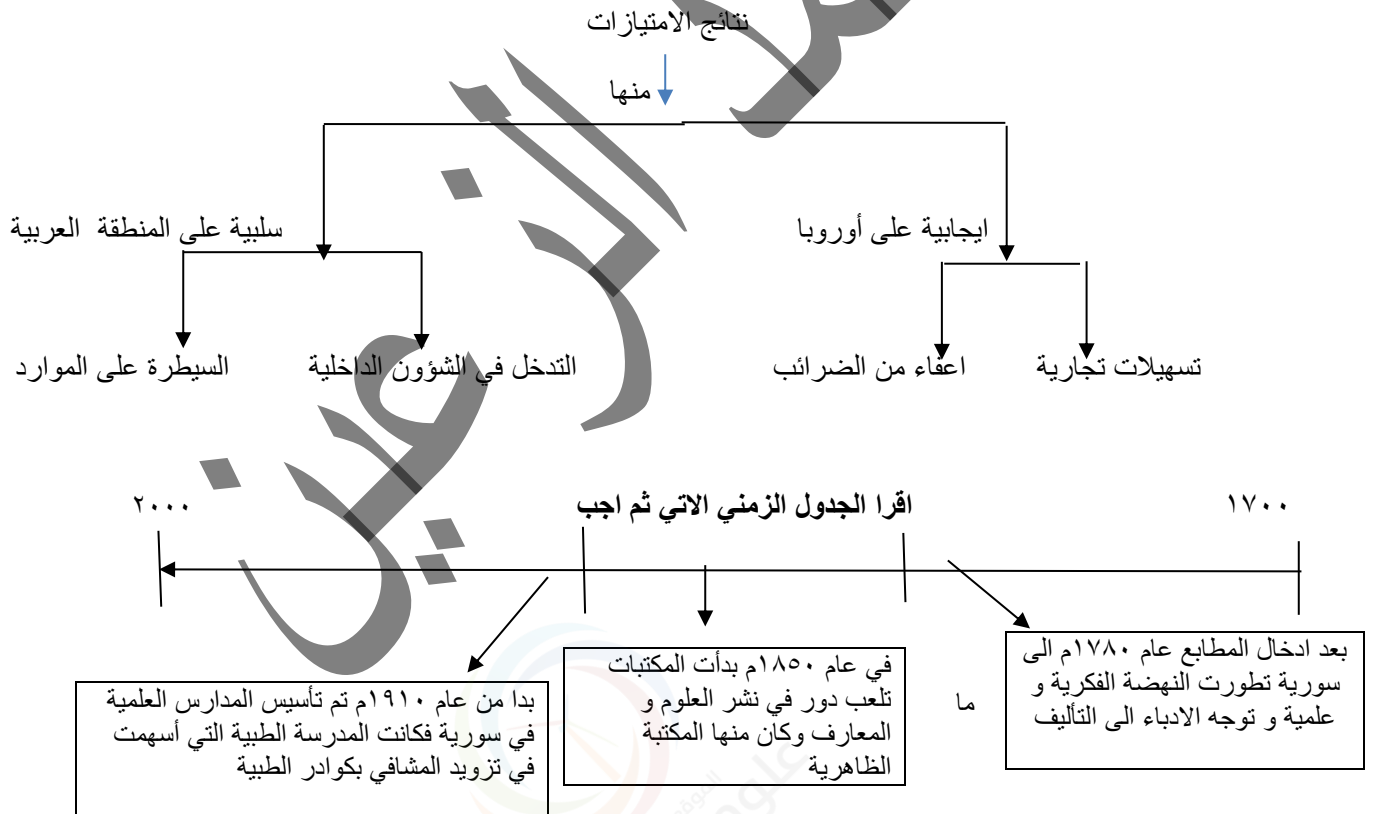 نتائج الامتيازات
منها
ايجابية على أوروبا
سلبية على المنطقة العربية
تسهيلات تجارية
اعفاء من الضرائب
التدخل في الشؤون الداخلية
السيطرة على الموارد
١٧٠٠
اقرا الجدول الزمني الاتي ثم اجب
٢٠٠٠
بعد ادخال المطابع عام ١٧٨٠م الى
سورية تطورت النهضة الفكرية و
علمية و توجه الادباء الى التأليف
ما
في عام ١٨٥٠م بدأت المكتبات
تلعب دور في نشر العلوم و
المعارف وكان منها المكتبة
الظاهرية
بدا من عام ١٩١٠م تم تأسيس المدارس العلمية
في سورية فكانت المدرسة الطبية التي أسهمت
في تزويد المشافي بكوادر الطبية